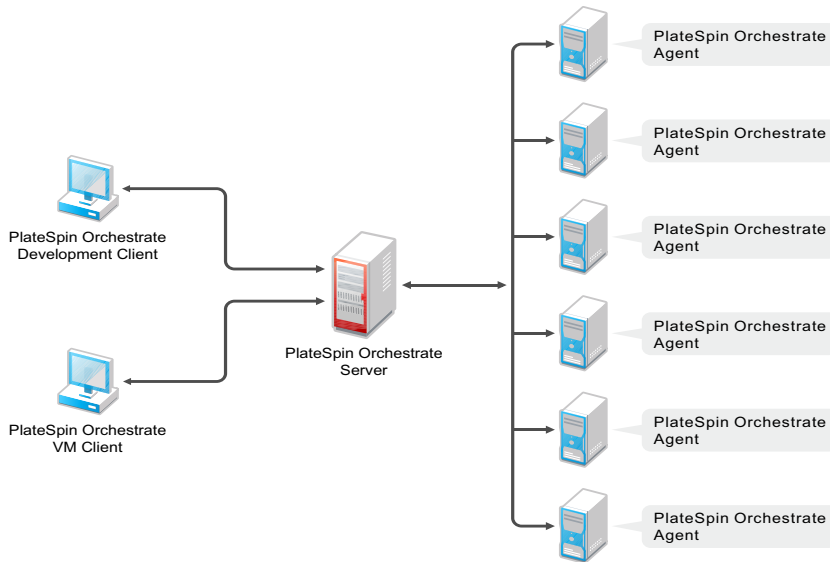 PlateSpin Orchestrate
Agent
PlateSpin Orchestrate
Agent
PlateSpin Orchestrate
Development Client
PlateSpin Orchestrate
Agent
PlateSpin Orchestrate
Server
PlateSpin Orchestrate
Agent
PlateSpin Orchestrate
VM Client
PlateSpin Orchestrate
Agent
PlateSpin Orchestrate
Agent